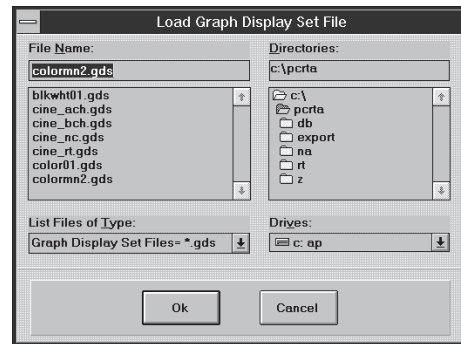 Load Graph Display Set File
File Name:
colormn2.gds
blkwht01.gds
cine_ach.gds
cine_bch.gds
cine_nc.gds
cine_rt.gds
color01.gds
colormn2.gds
List Files of Type:
Graph Display Set Files= *.gds
Directories:
c:\pcrta
c:\
pcrta
db
export
na
rt
z
Drives:
c: ap
Ok
Cancel